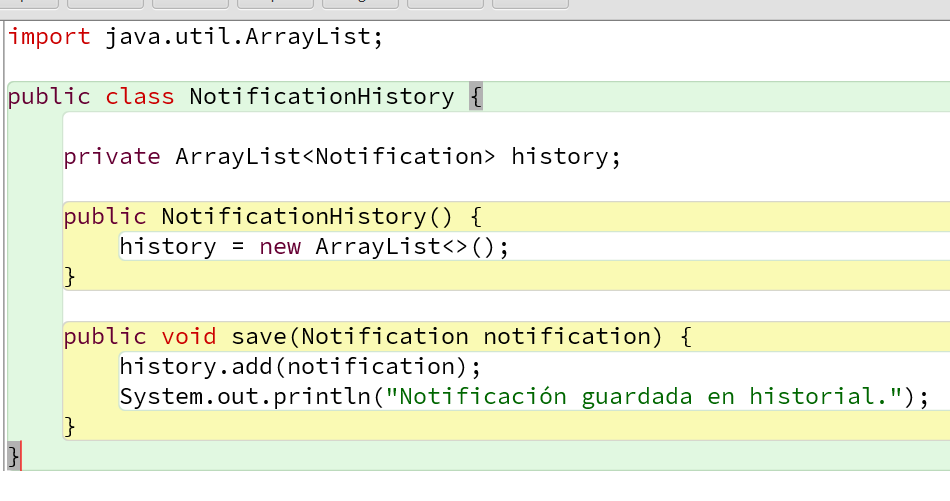 import java.util.ArrayList;
public class NotificationHistory {
private ArrayList<Notification> history;
public NotificationHistory() {
history = new ArrayList<>();
}
public void save(Notification notification) {
history.add(notification);
System.out.println("Notificación guardada en historial.");
}
}